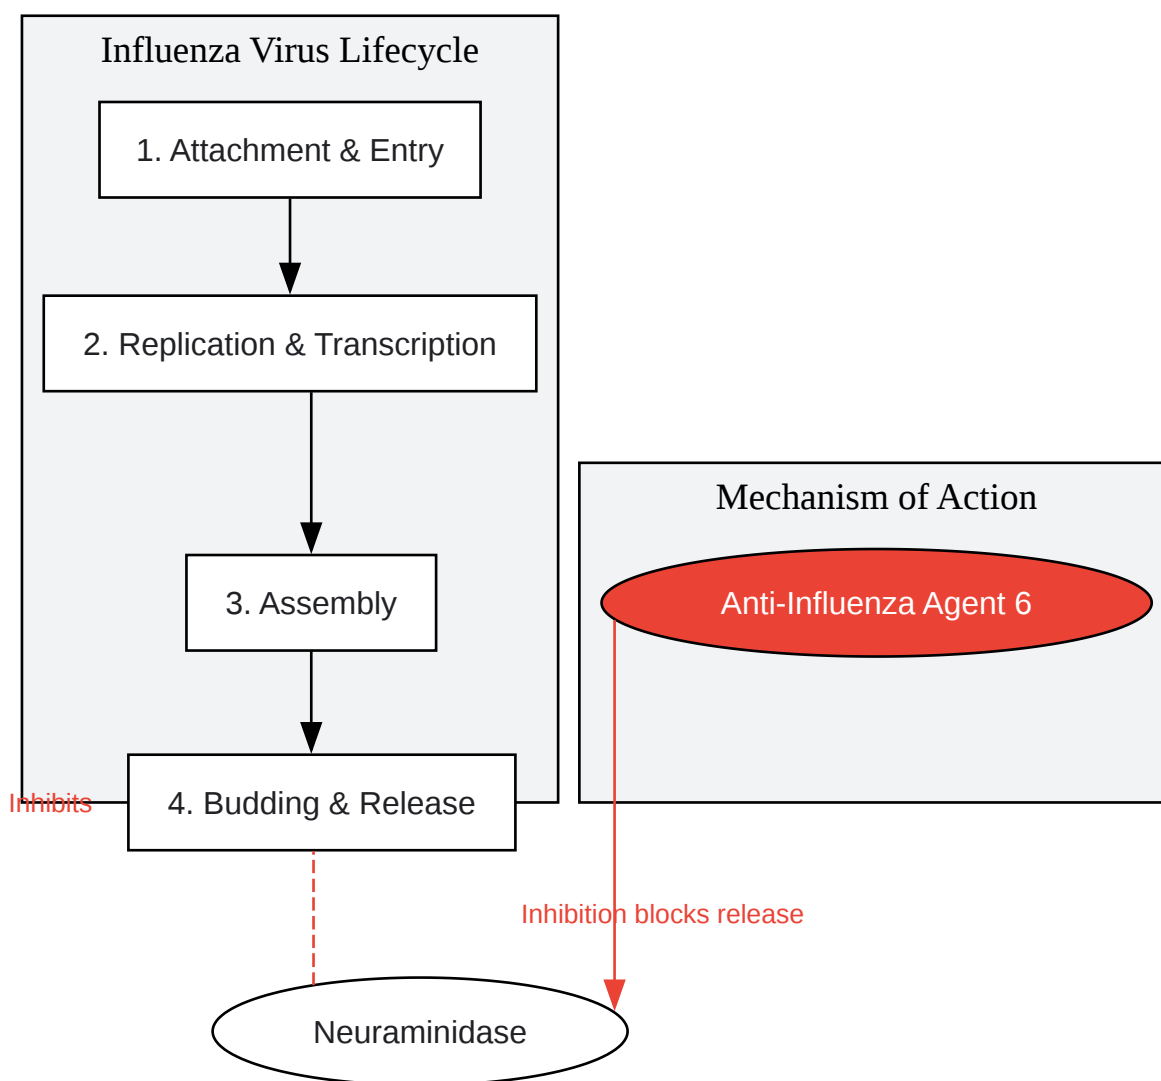 Influenza Virus Lifecycle
1. Attachment & Entry
2. Replication & Transcription
Mechanism of Action
3. Assembly
Anti-Influenza Agent 6
4. Budding & Release
Inhibits
Inhibition blocks release
Neuraminidase